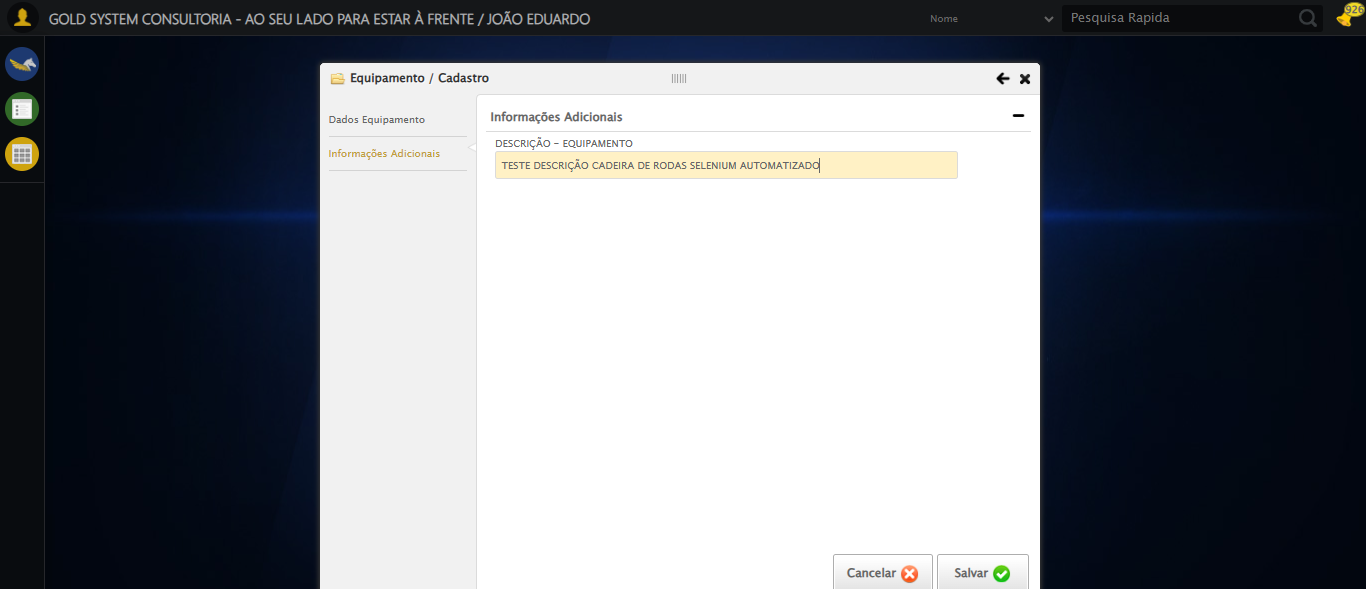 GOLD SYSTEM CONSULTORIA - AO SEU LADO PARA ESTAR À FRENTE / JOÃO EDUARDO
Nome
Pesquisa Rapida
926
Equipamento / Cadastro
Dados Equipamento
Informações Adicionais
Informações Adicionais
DESCRIÇÃO - EQUIPAMENTO
TESTE DESCRIÇÃO CADEIRA DE RODAS SELENIUM AUTOMATIZADO
Cancelar
Salvar